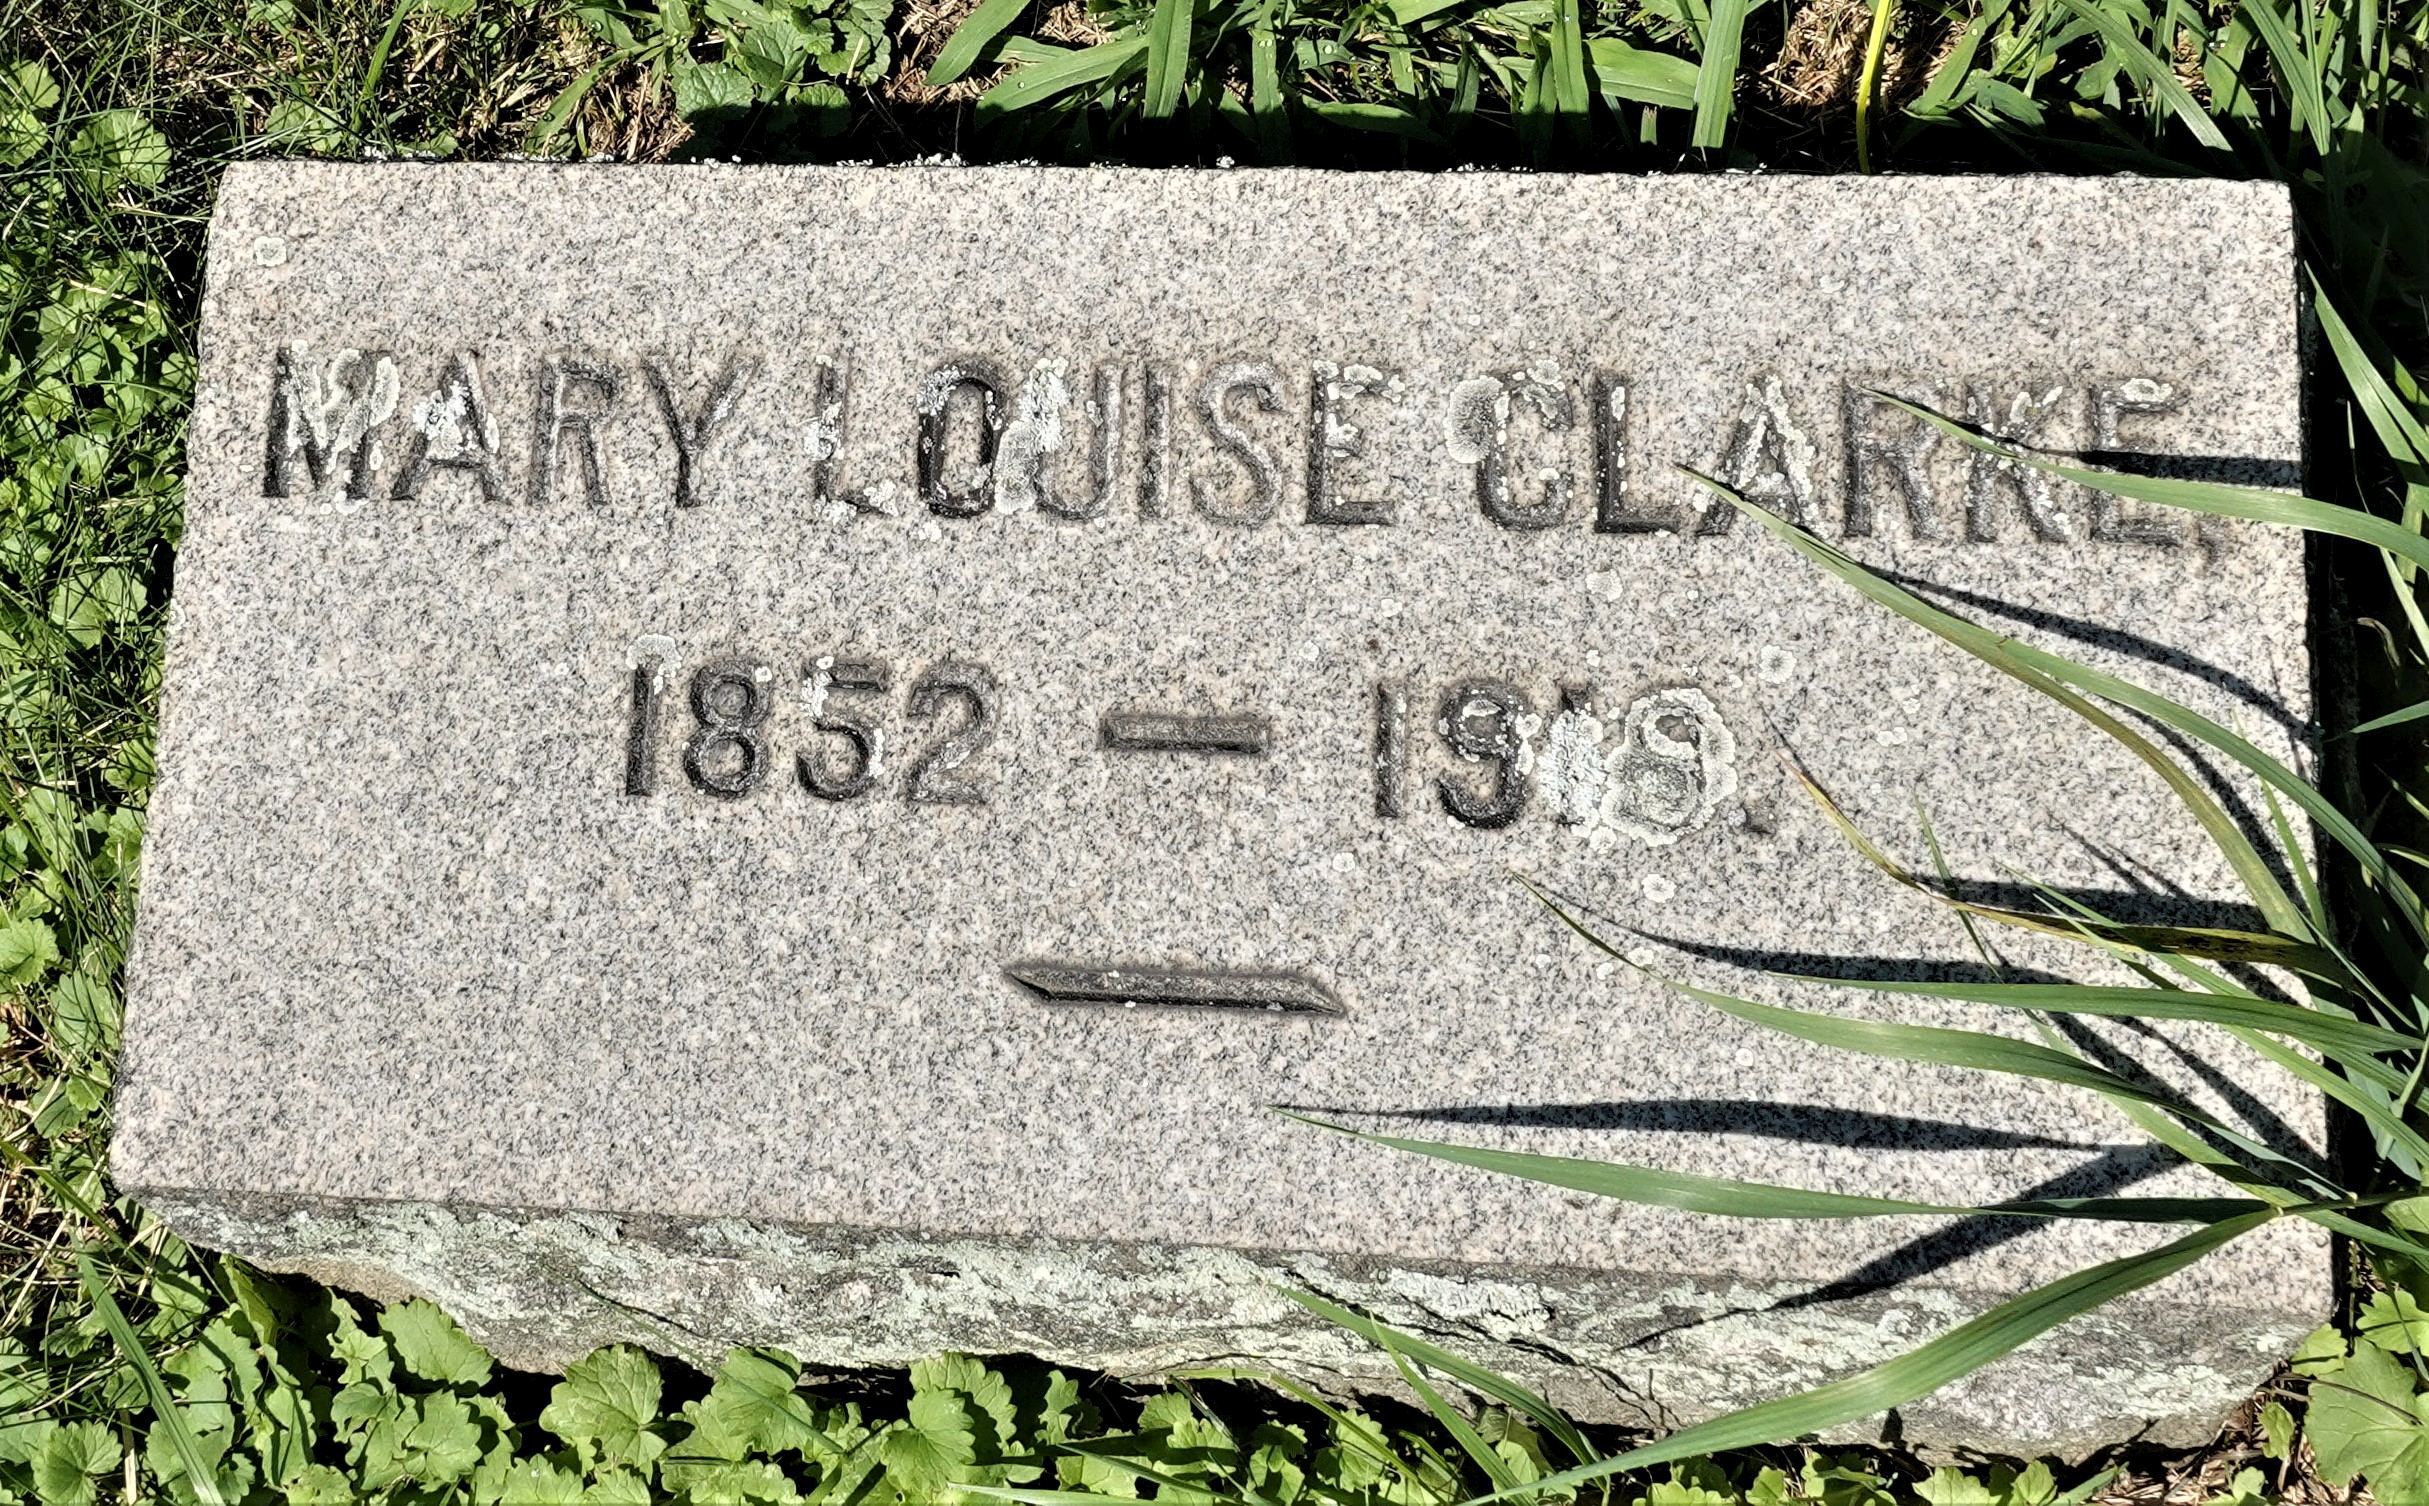 MARY LOUISE CLARKE,
1852 —